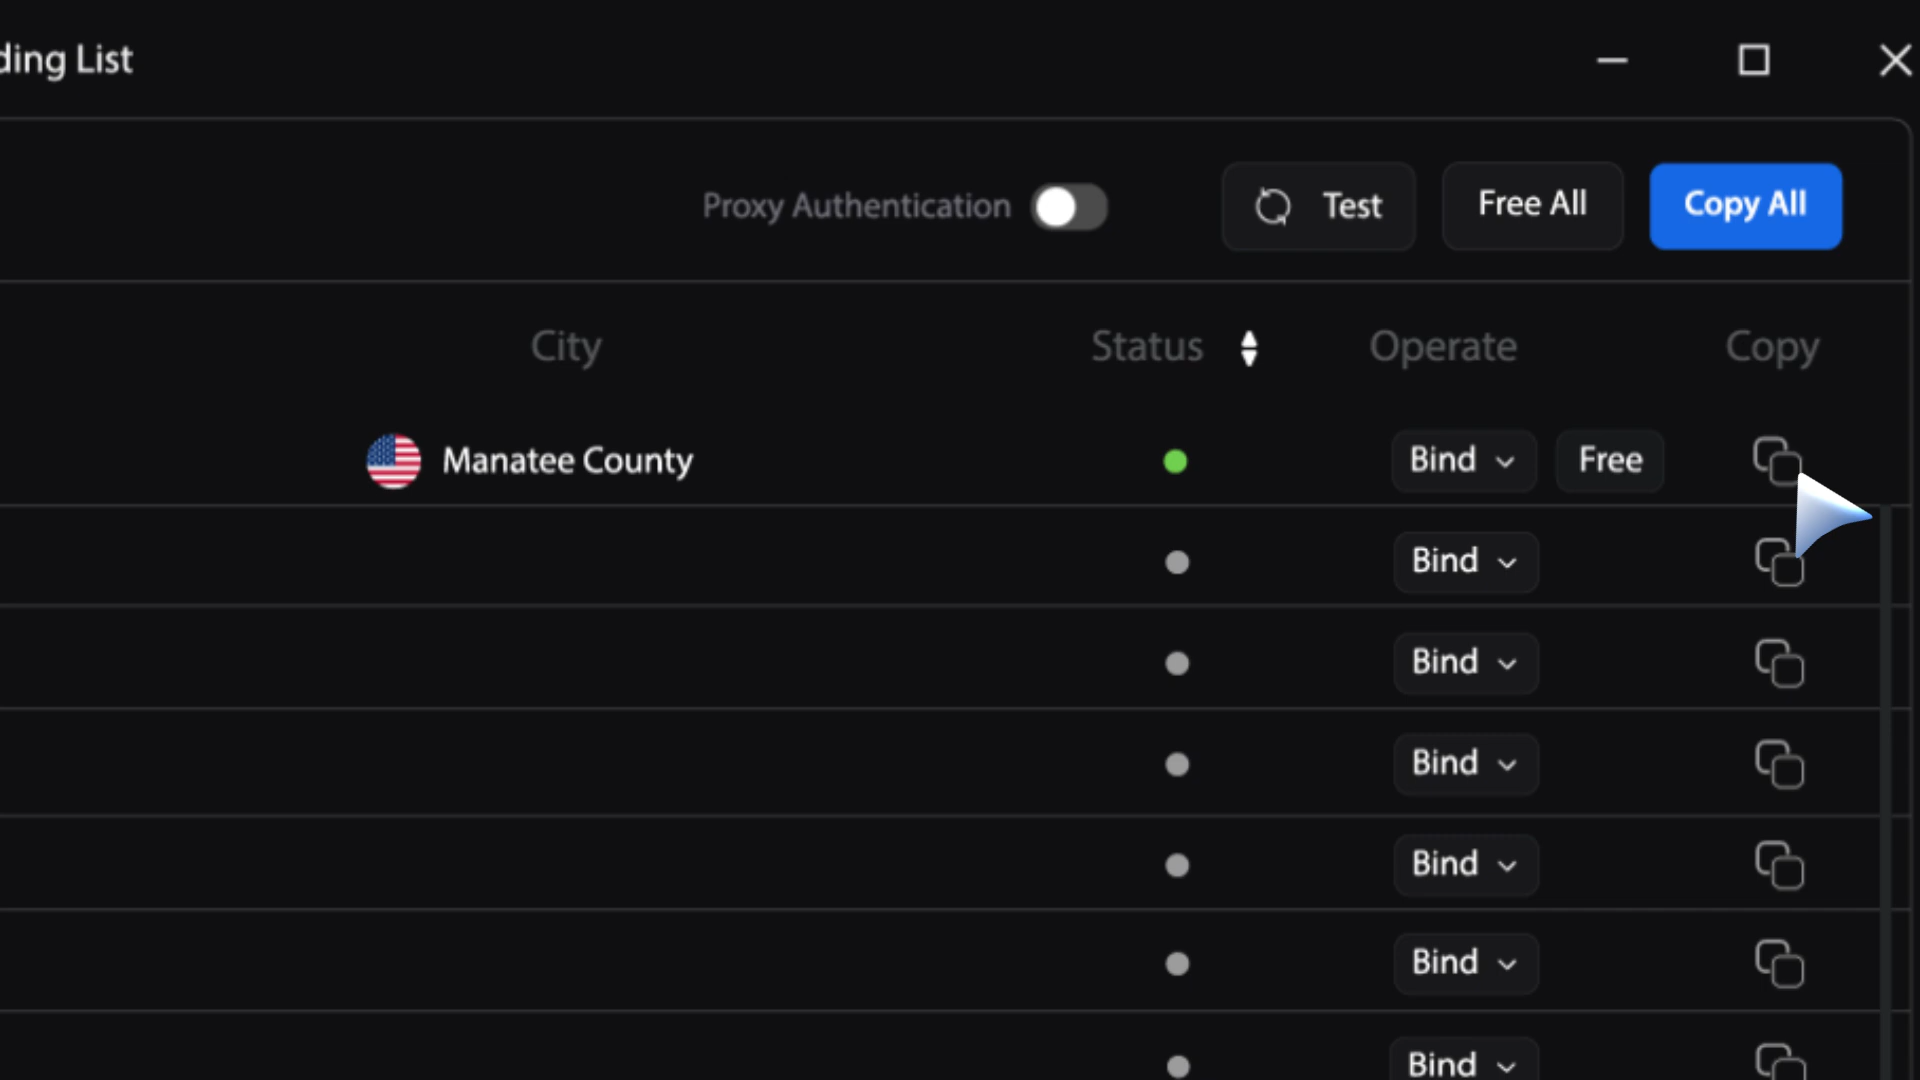 ding List
Proxy Authentication Test Free All Copy All
City Status Operate Copy
Manatee County Bind Free
Bind
Bind
Bind
Bind
Bind
Bind